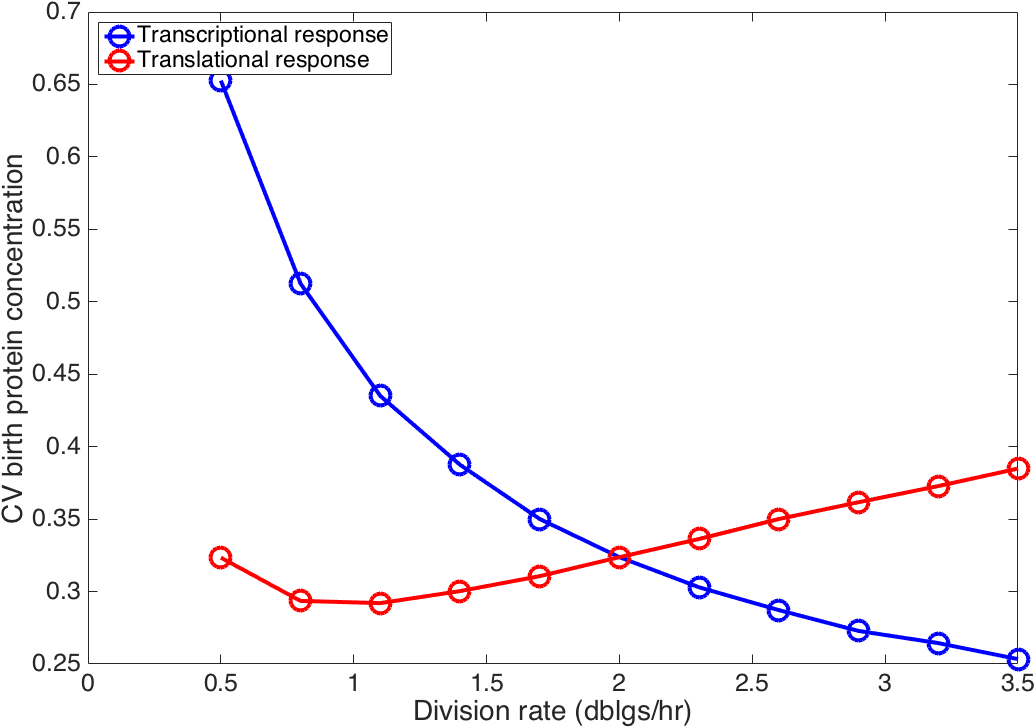 0.7
0.65
0.6
0.55
0.5
0.45
0.4
0.35
0.3
0.25
CV birth protein concentration
Transcriptional response
Translational response
0 0.5 1 1.5 2 2.5 3 3.5
Division rate (dblgs/hr)